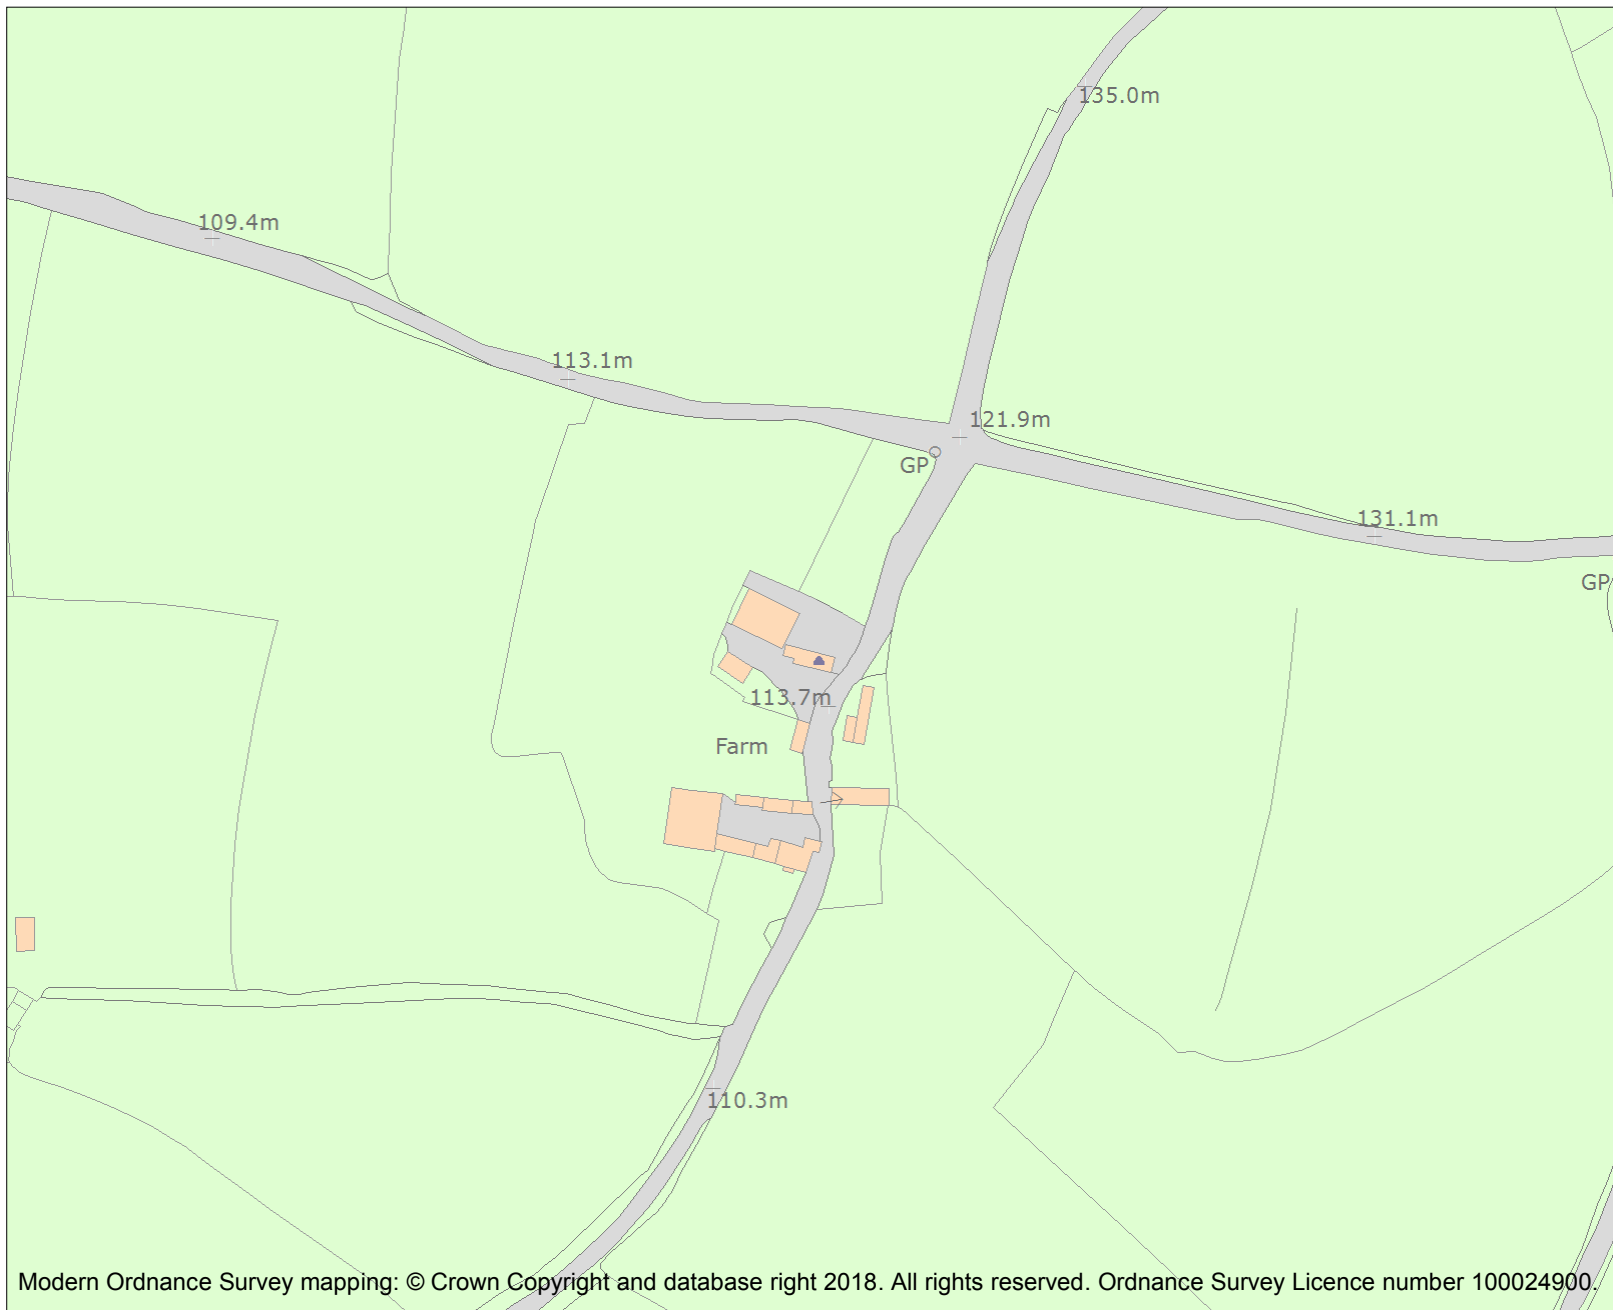 135.0m
109.4m
113.1m
121.9m
GP
131.1m
GP
113.7m
Farm
110.3m
Modern Ordnance Survey mapping: © Crown Copyright and database right 2018. All rights reserved. Ordnance Survey Licence number 100024900.